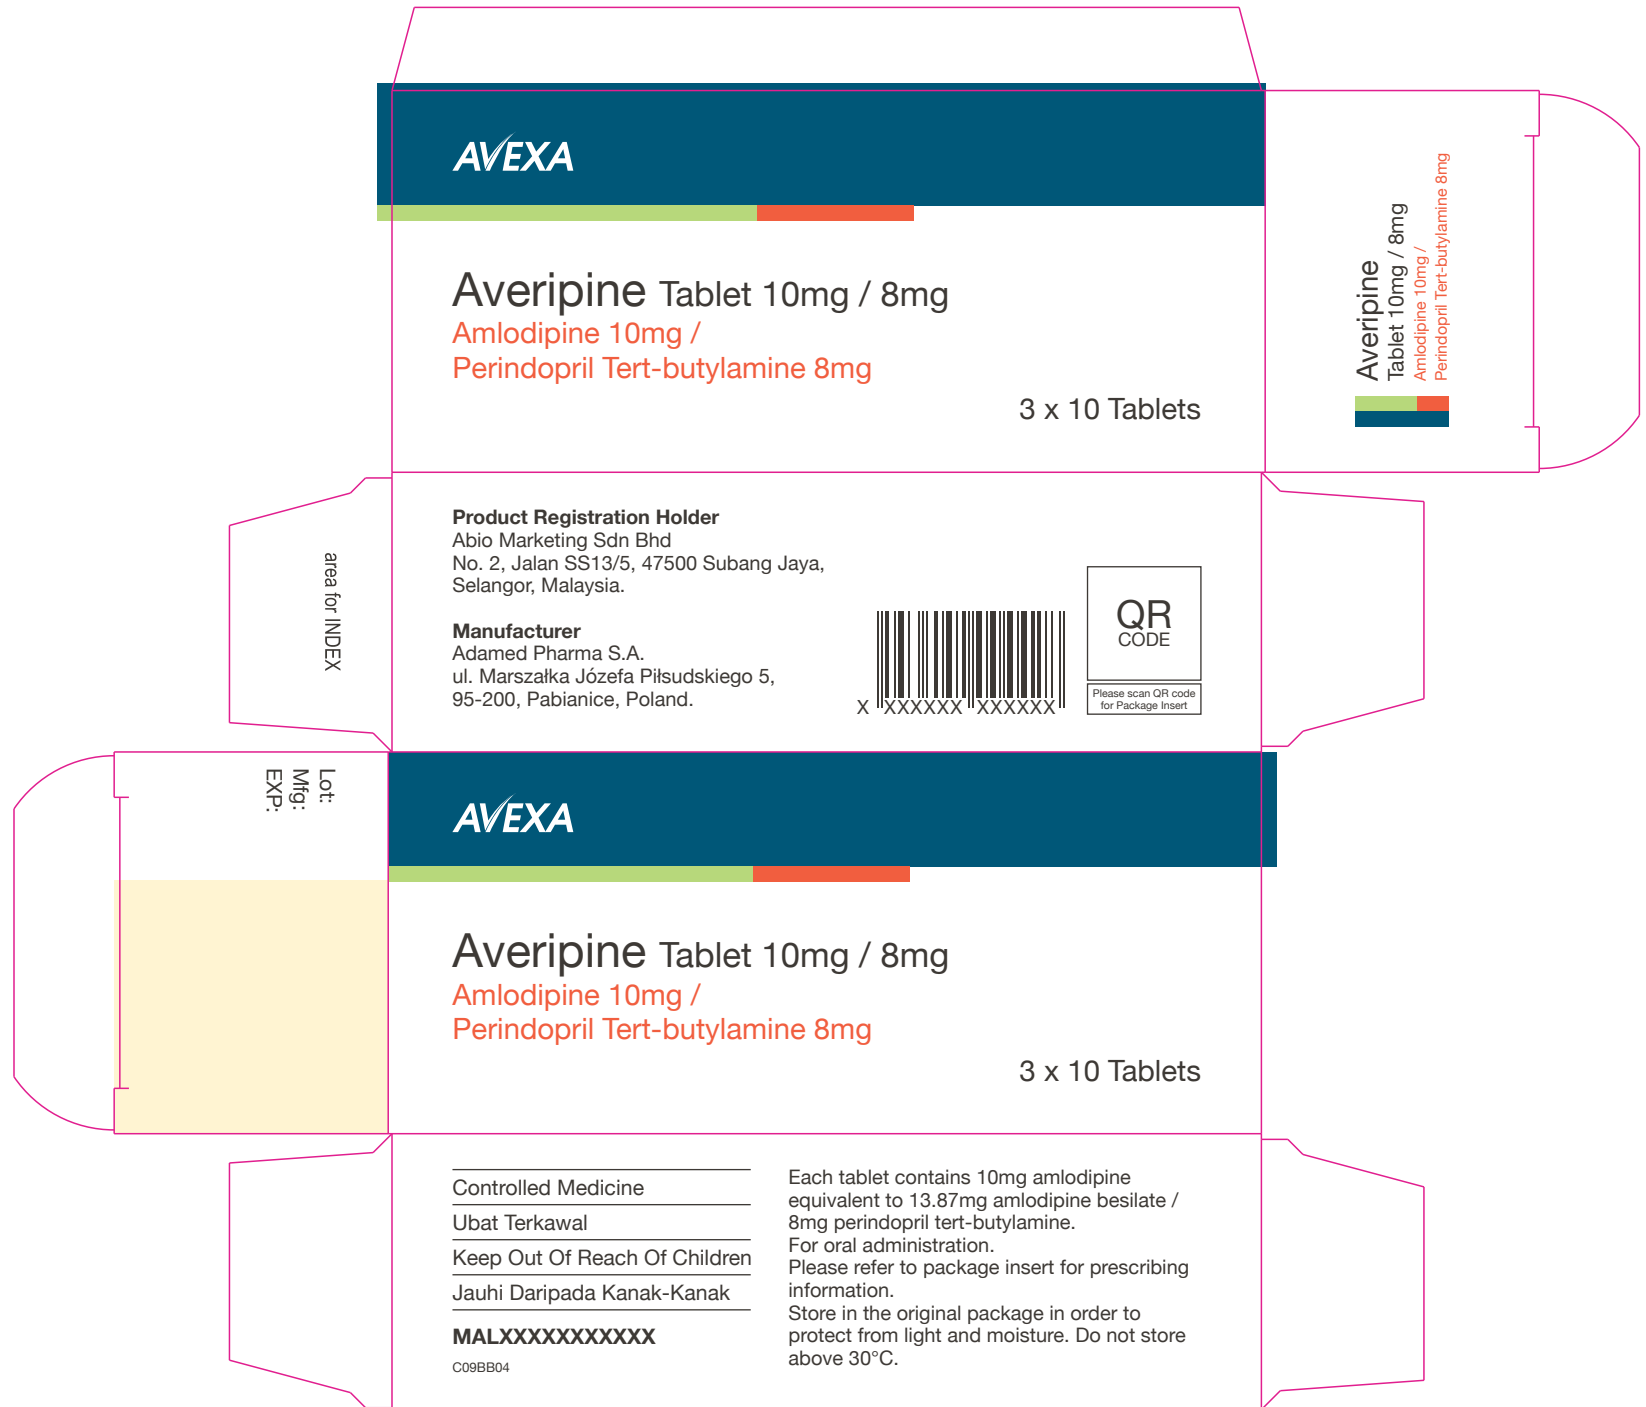 AVEXA
Averipine Tablet 10mg / 8mg
Amlodipine 10mg /
Perindopril Tert-butylamine 8mg
3 x 10 Tablets
Averipine
Tablet 10mg / 8mg
Amlodipine 10mg /
Perindopril Tert-butylamine 8mg
area for INDEX
Product Registration Holder
Abio Marketing Sdn Bhd
No. 2, Jalan SS13/5, 47500 Subang Jaya,
Selangor, Malaysia.
Manufacturer
Adamed Pharma S.A.
ul. Marszałka Józefa Piłsudskiego 5,
95-200, Pabianice, Poland.
X XXXXXX XXXXXX
QR
CODE
Please scan QR code
for Package Insert
Lot:
Mfg:
EXP:
AVEXA
Averipine Tablet 10mg / 8mg
Amlodipine 10mg /
Perindopril Tert-butylamine 8mg
3 x 10 Tablets
Controlled Medicine
Ubat Terkawal
Keep Out Of Reach Of Children
Jauhi Daripada Kanak-Kanak
MALXXXXXXXXXXX
C09BB04
Each tablet contains 10mg amlodipine
equivalent to 13.87mg amlodipine besilate /
8mg perindopril tert-butylamine.
For oral administration.
Please refer to package insert for prescribing
information.
Store in the original package in order to
protect from light and moisture. Do not store
above 30°C.